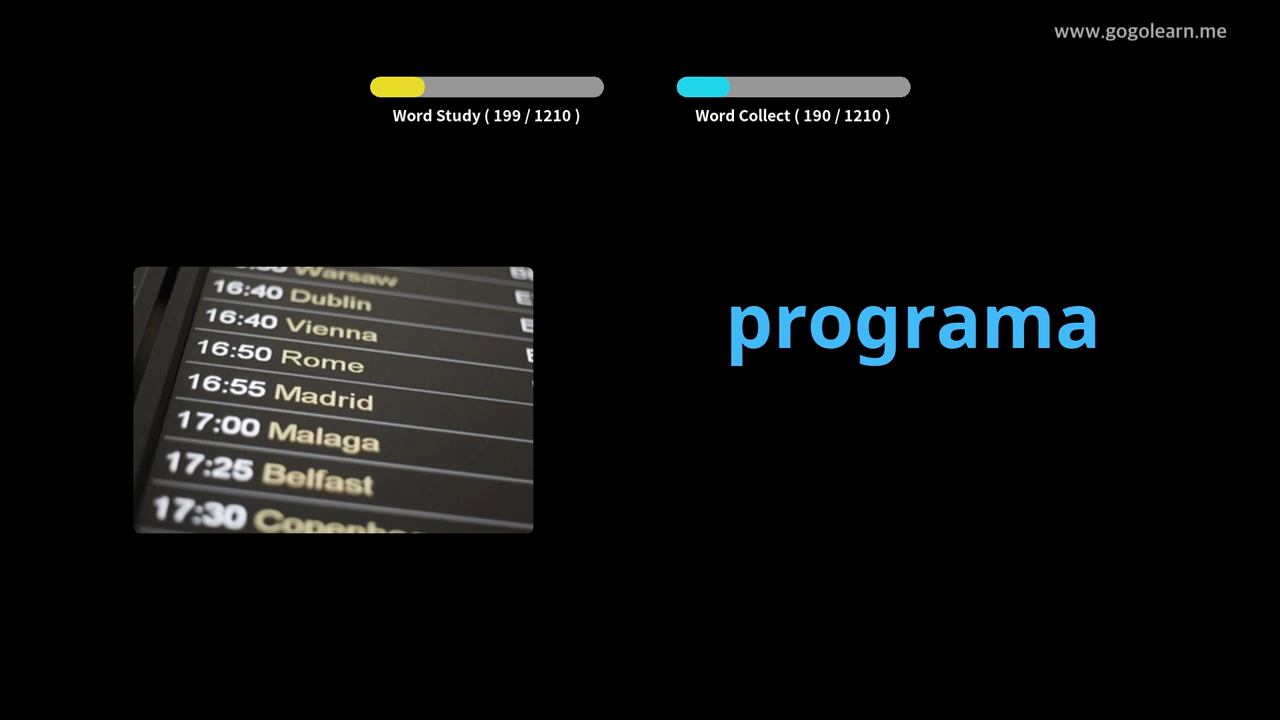 www.gogolearn.me
Word Study ( 199 / 1210 )
Word Collect ( 190 / 1210 )
programa
Warsaw
16:40 Dublin
16:40 Vienna
16:50 Rome
16:55 Madrid
17:00 Malaga
17:25 Belfast
17:30